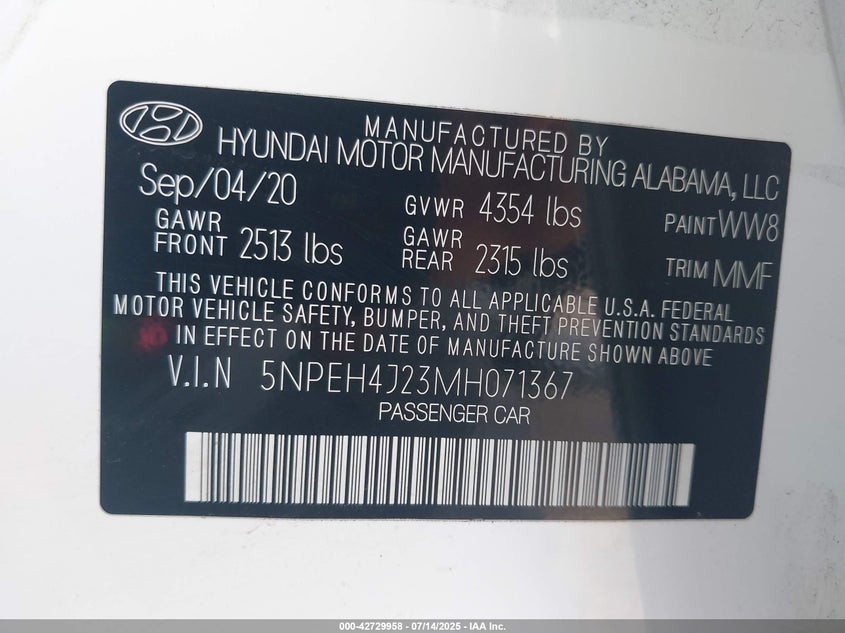 MANUFACTURED BY
HYUNDAI MOTOR MANUFACTURING ALABAMA, LLC
Sep/04/20 GVWR 4354 lbs PAINT WW8
GAWR FRONT 2513 lbs GAWR REAR 2315 lbs TRIM MMF
THIS VEHICLE CONFORMS TO ALL APPLICABLE U.S.A. FEDERAL
MOTOR VEHICLE SAFETY, BUMPER, AND THEFT PREVENTION STANDARDS
IN EFFECT ON THE DATE OF MANUFACTURE SHOWN ABOVE
V.I.N 5NPEH4J23MH071367
PASSENGER CAR
000-42729958 - 07/14/2025 - IAA Inc.